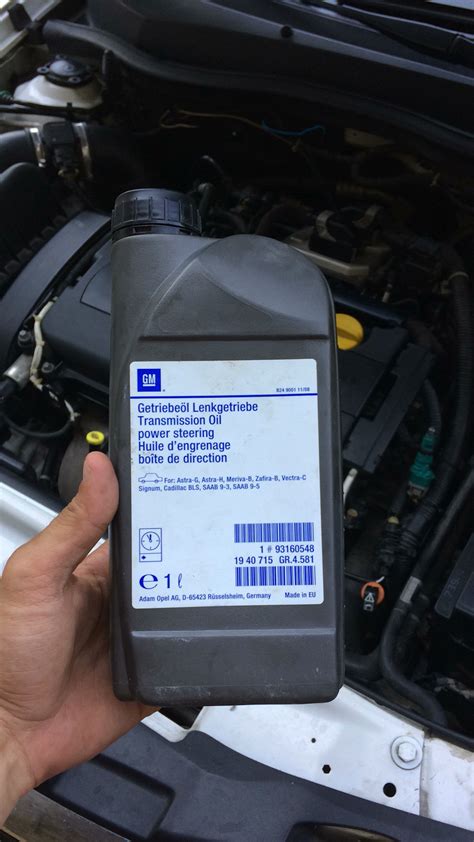 GM
824 9001 11/08
Getriebeöl Lenkgetriebe
Transmission Oil
power steering
Huile d'engrenage
boîte de direction
For: Astra-G, Astra-H, Meriva-B, Zafira-B, Vectra-C
Signum, Cadillac BLS, SAAB 9-3, SAAB 9-5
1 # 93160548
19 40 715 GR.4.581
e 1 l
Adam Opel AG, D-65423 Rüsselsheim, Germany Made in EU